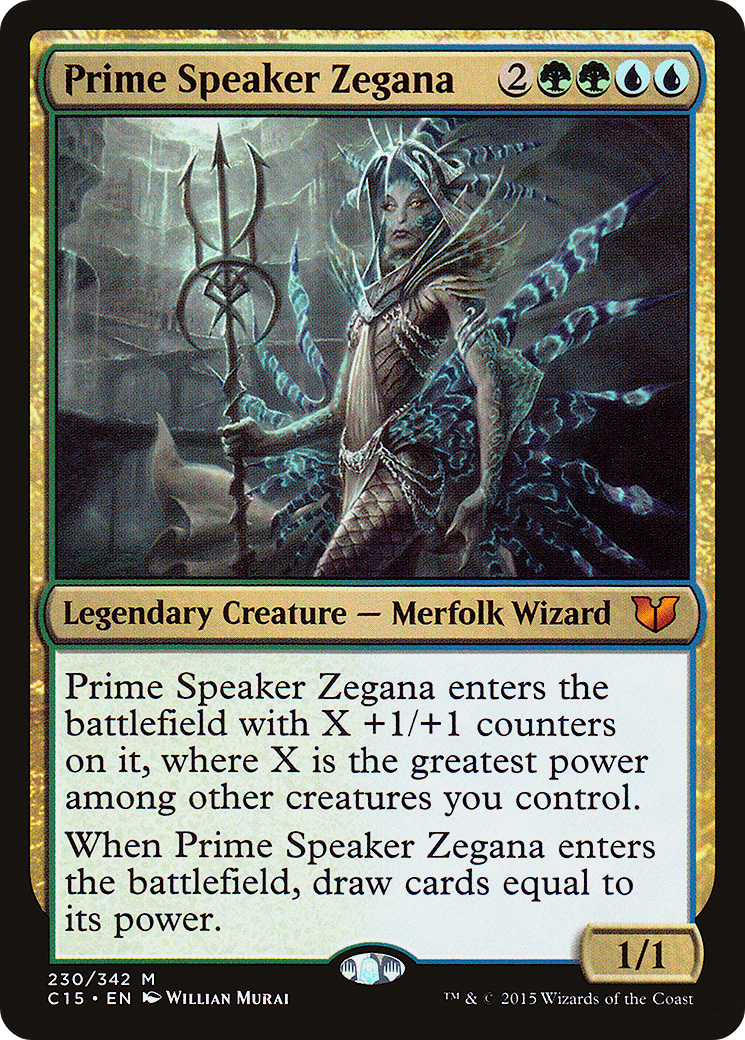 Prime Speaker Zegana 2
Legendary Creature — Merfolk Wizard
Prime Speaker Zegana enters the
battlefield with X +1/+1 counters
on it, where X is the greatest power
among other creatures you control.
When Prime Speaker Zegana enters
the battlefield, draw cards equal to
its power.
1/1
230/342 M
C15 • EN Willian Murai
™ & © 2015 Wizards of the Coast